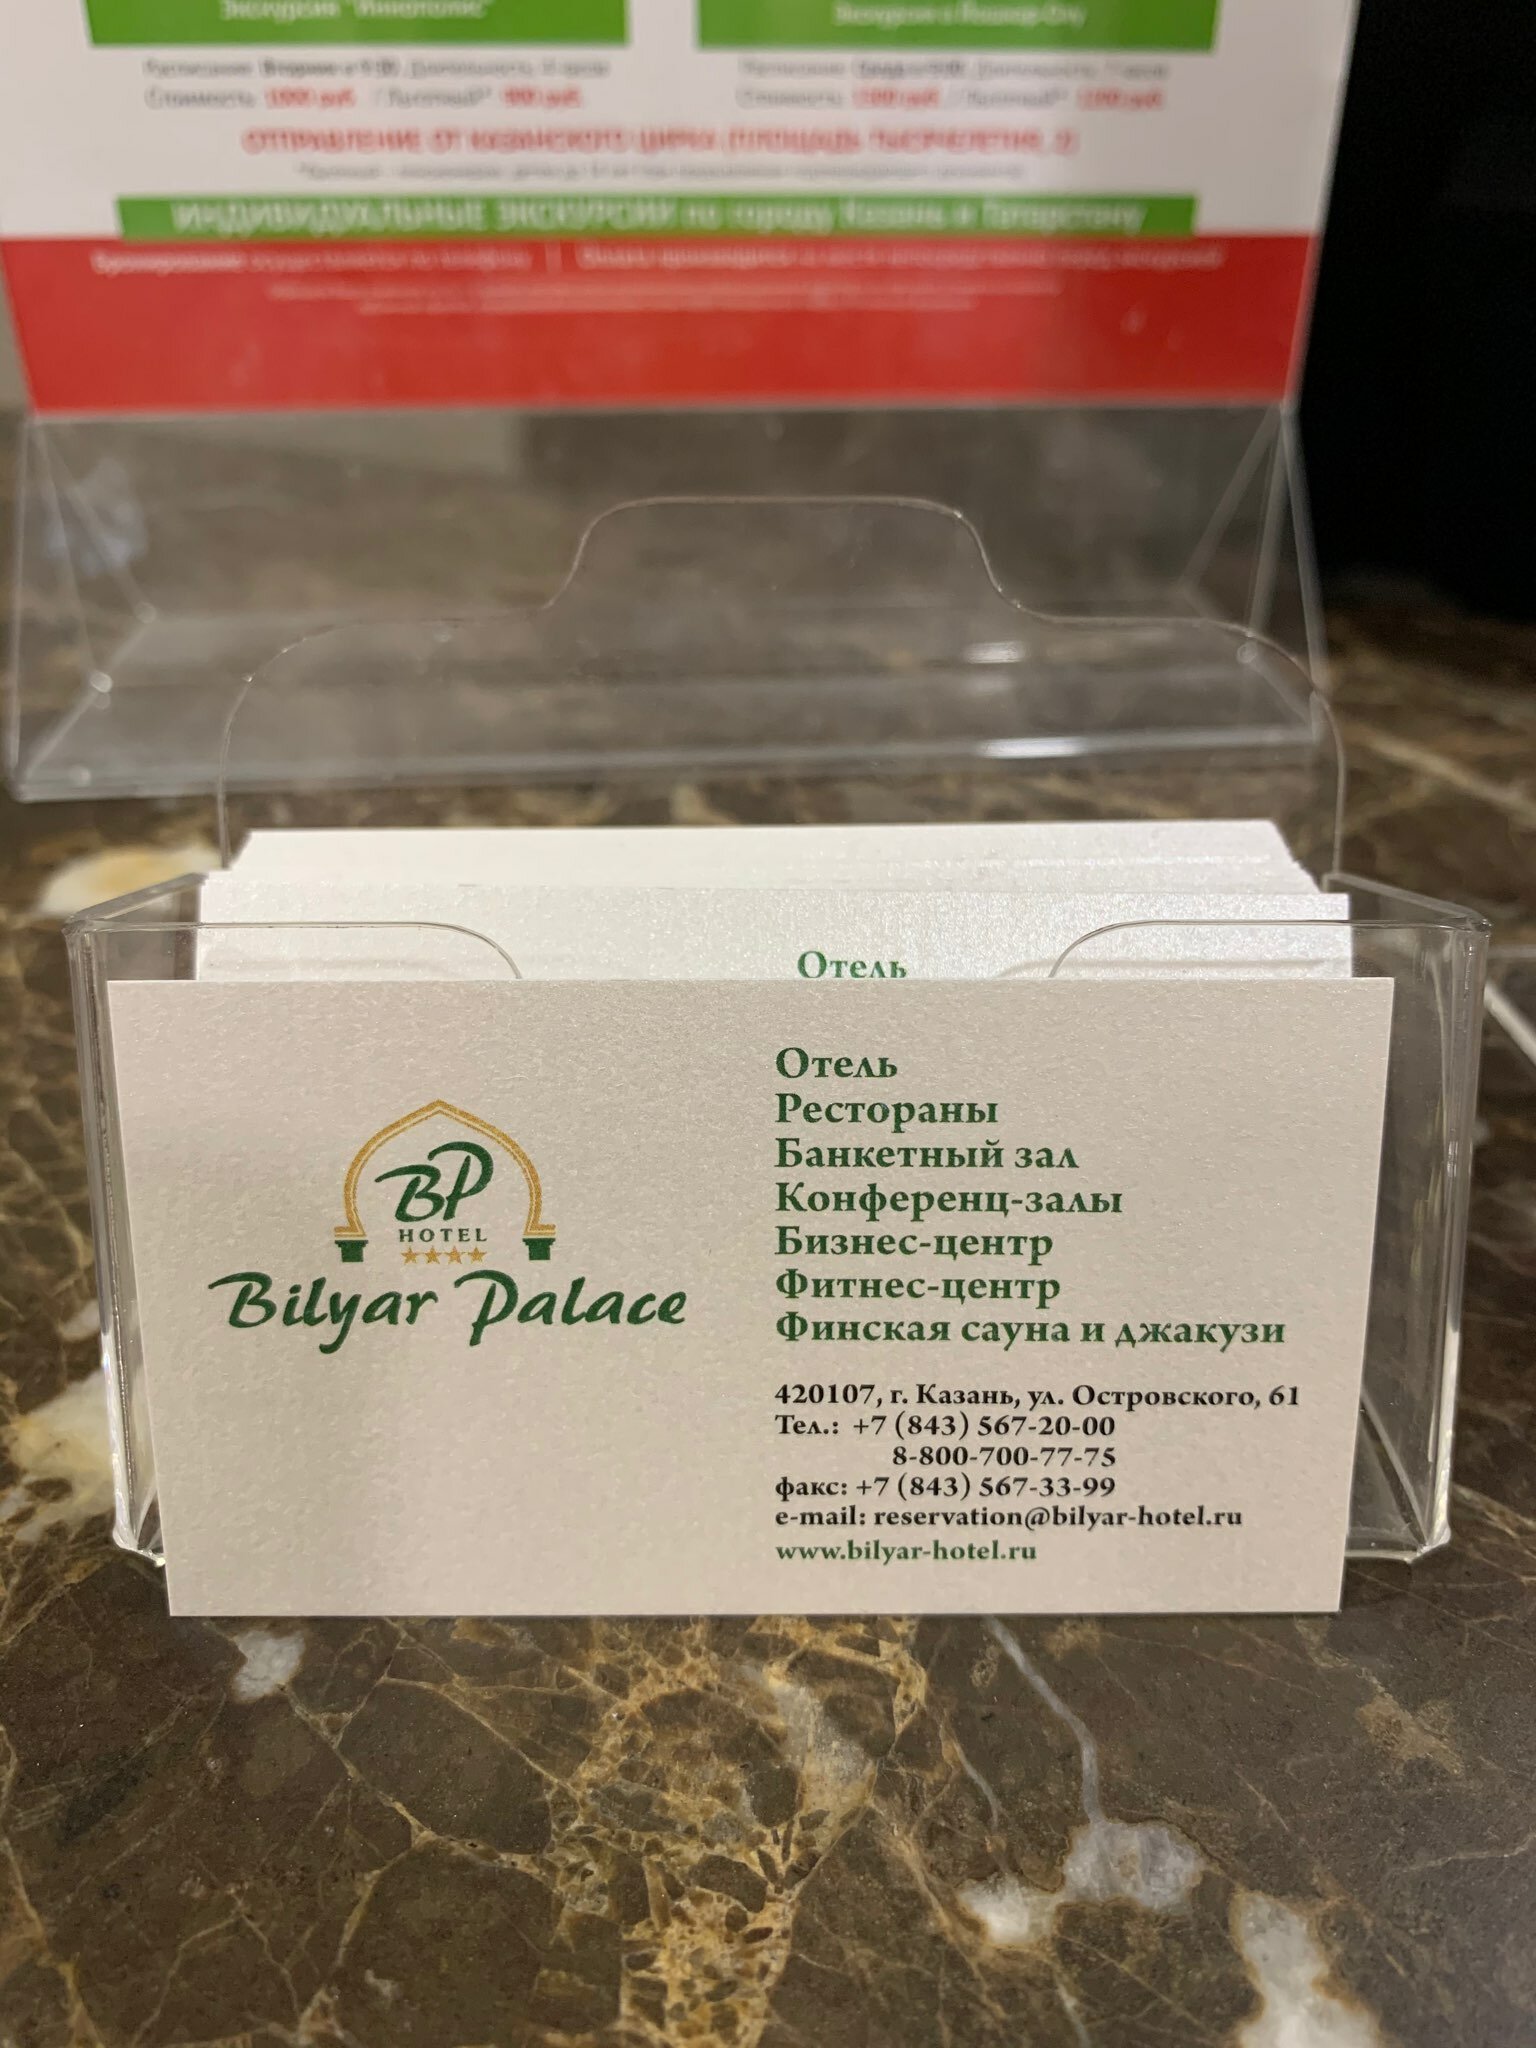 Экскурсия "Иннополис"
Экскурсия в Йошкар-Олу
ОТПРАВЛЕНИЕ ОТ КАЗАНСКОГО ЦИРКА (ПЛОЩАДЬ ТЫСЯЧЕЛЕТИЯ, 2)
ИНДИВИДУАЛЬНЫЕ ЭКСКУРСИИ по городу Казань и Татарстану
Отель
BP
HOTEL
Bilyar Palace
Отель
Рестораны
Банкетный зал
Конференц-залы
Бизнес-центр
Фитнес-центр
Финская сауна и джакузи
420107, г. Казань, ул. Островского, 61
Тел.: +7 (843) 567-20-00
8-800-700-77-75
факс: +7 (843) 567-33-99
e-mail: reservation@bilyar-hotel.ru
www.bilyar-hotel.ru